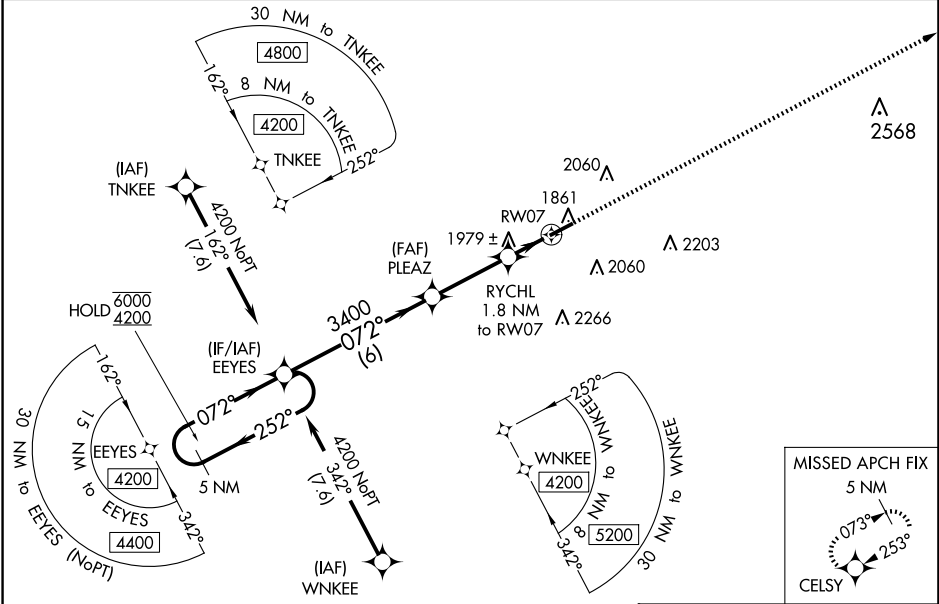 30 NM to TNKEE
4800
162°
8 NM to TNKEE
4200
TNKEE
252°
2568
(IAF)
TNKEE
4200 NoPT
162°
(7.6)
2060
1861
RW07
1979 ±
2203
(FAF)
PLEAZ
2060
RYCHL
1.8 NM
to RW07
2266
HOLD 6000
4200
3400
072°
(6)
(IF/IAF)
EEYES
072°
252°
5 NM
162°
EEYES
4200
15 NM to EEYES
4400
342°
30 NM to EEYES (NoPT)
4200 NoPT
342°
(7.6)
(IAF)
WNKEE
252°
WNKEE
4200
8 WN to WNKEE
5200
342°
30 NM to WNKEE
MISSED APCH FIX
5 NM
073°
253°
CELSY